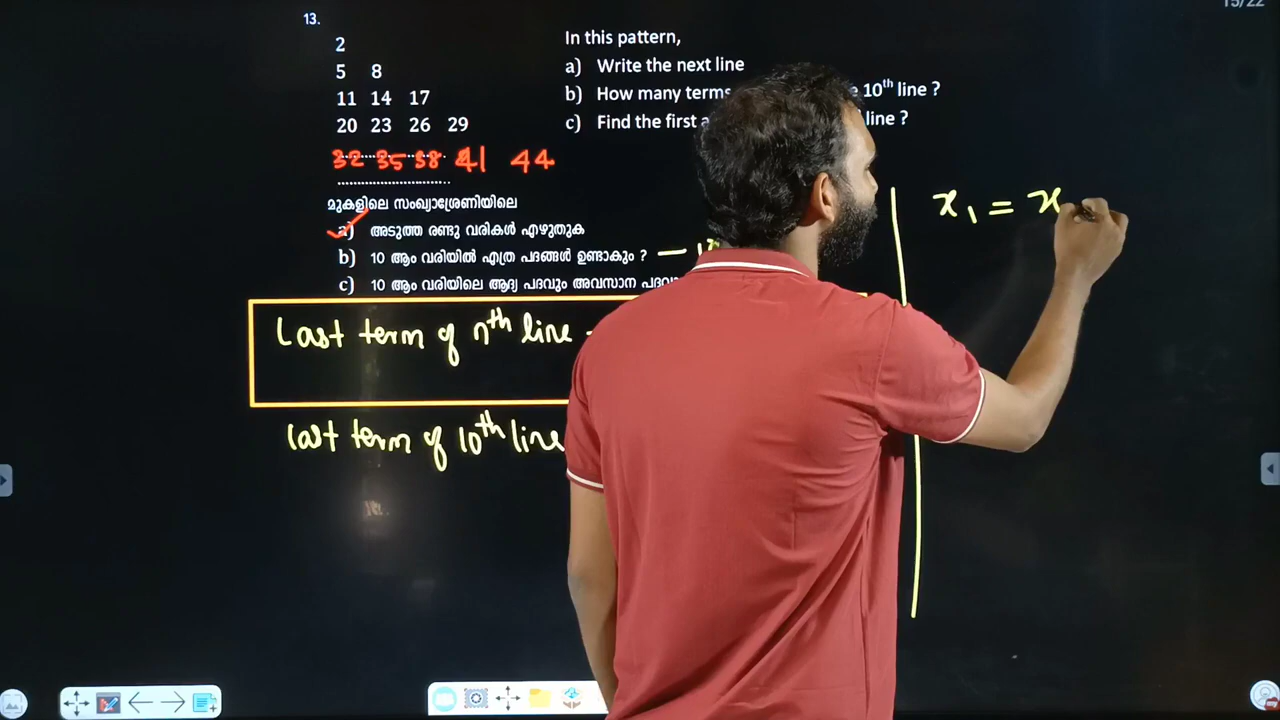 15/22
13.
2
5 8
11 14 17
20 23 26 29
32 35 38 41 44
In this pattern,
a) Write the next line
b) How many terms 10th line ?
c) Find the first line ?
മുകളിലെ സംഖ്യാശ്രേണിയിലെ
a) അടുത്ത രണ്ടു വരികൾ എഴുതുക
b) 10 ആം വരിയിൽ എത്ര പദങ്ങൾ ഉണ്ടാകും ? —
c) 10 ആം വരിയിലെ ആദ്യ പദവും അവസാന
Last term of nth line
Last term of 10th line
x₁ = x